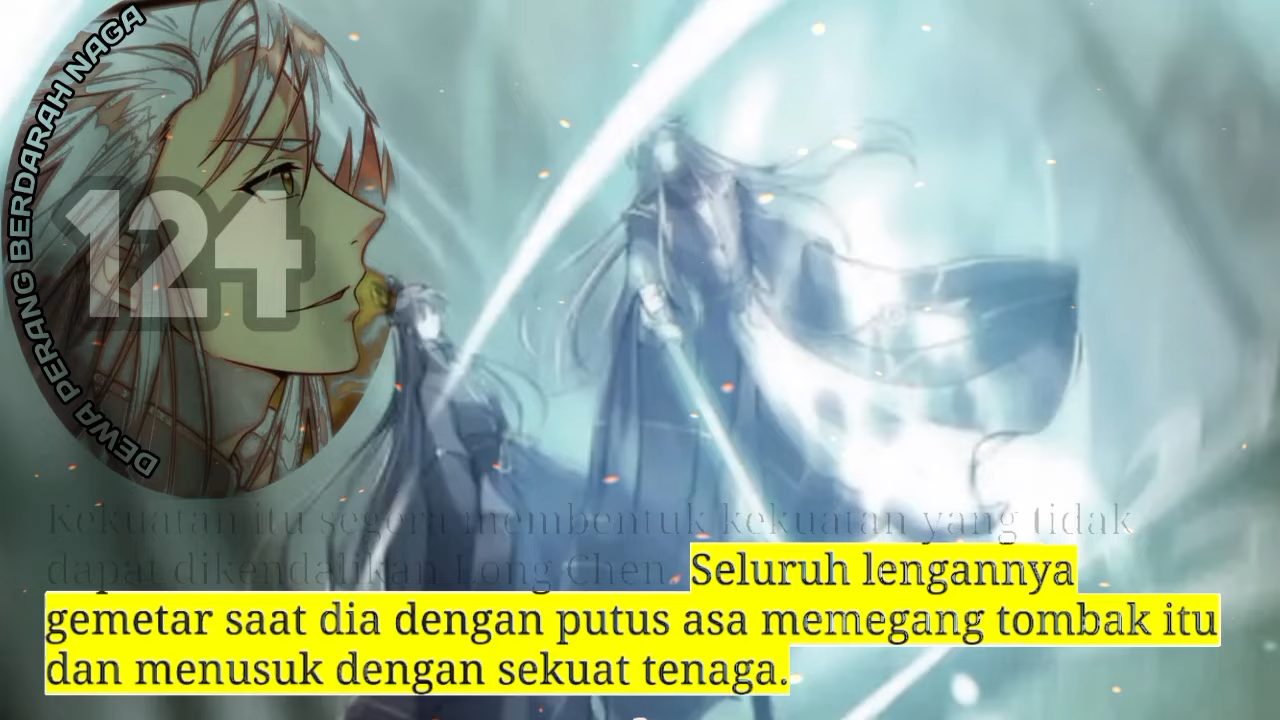 DEWA PERANG BERDARAH NAGA
124
Kekuatan itu segera membentuk kekuatan yang tidak
dapat dikendalikan Long Chen. Seluruh lengannya
gemetar saat dia dengan putus asa memegang tombak itu
dan menusuk dengan sekuat tenaga.